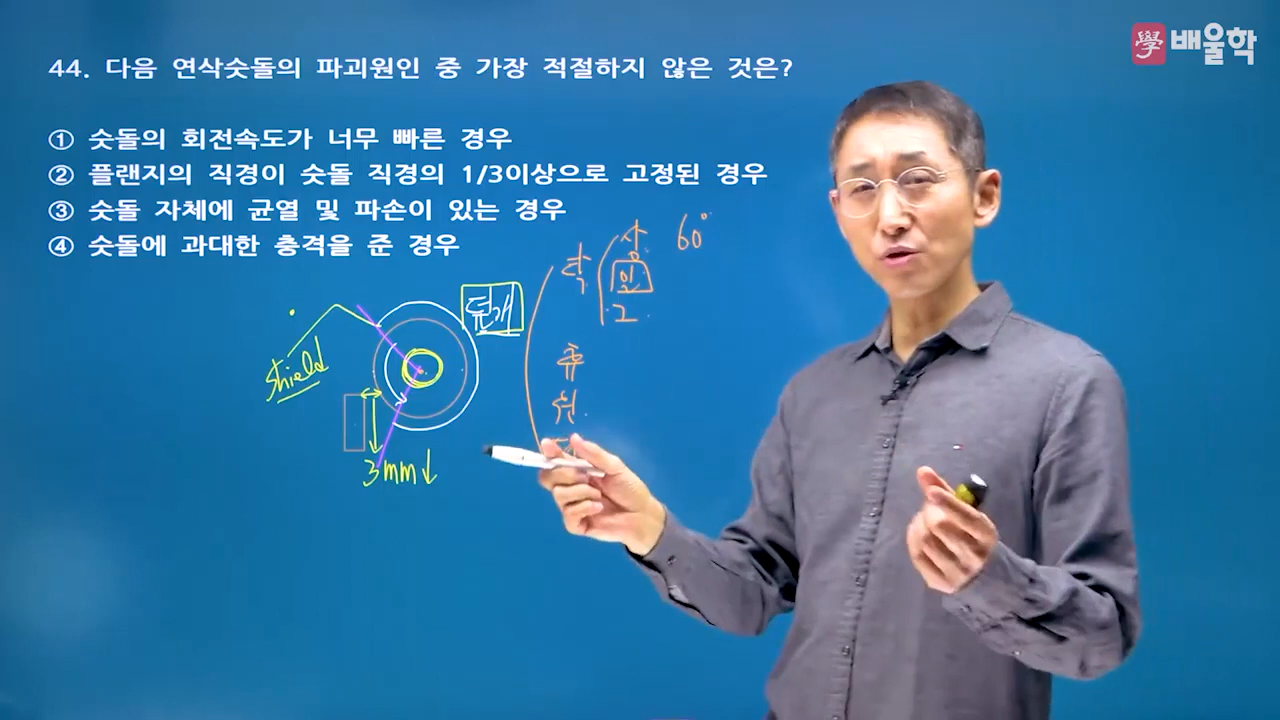 學 배울학
44. 다음 연삭숫돌의 파괴원인 중 가장 적절하지 않은 것은?
① 숫돌의 회전속도가 너무 빠른 경우
② 플랜지의 직경이 숫돌 직경의 1/3이상으로 고정된 경우
③ 숫돌 자체에 균열 및 파손이 있는 경우
④ 숫돌에 과대한 충격을 준 경우
탁 상 60°
인
덮개
shield
3mm↓